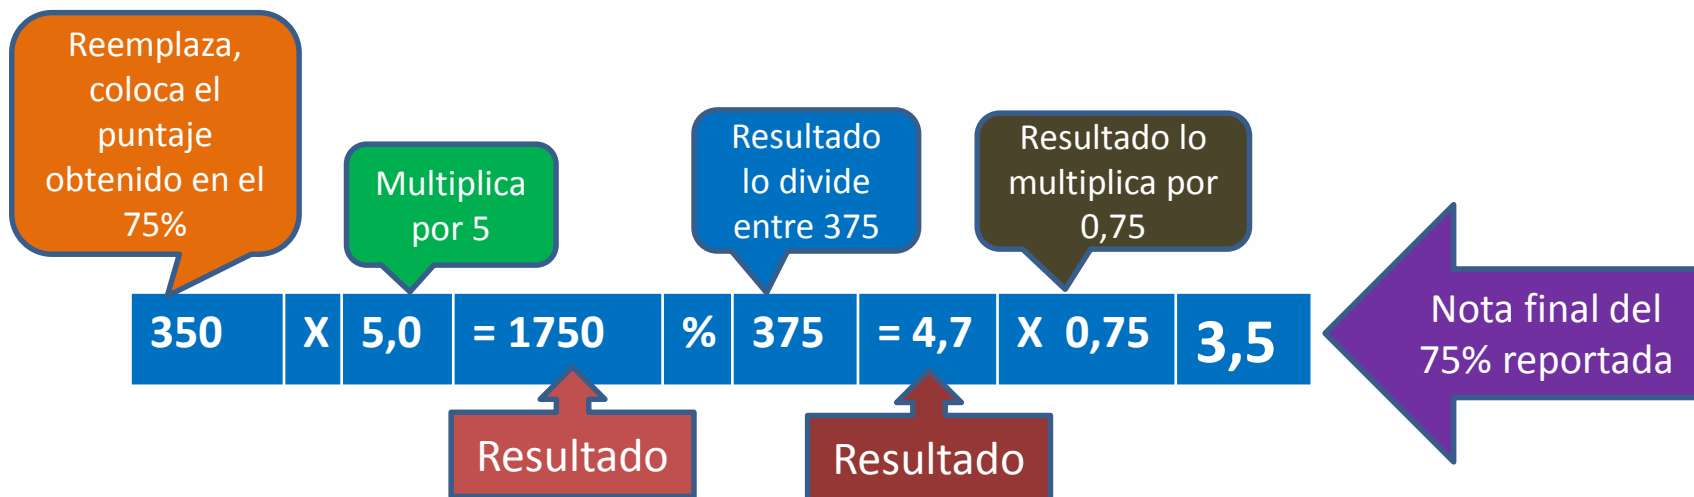 Reemplaza,
coloca el
puntaje
obtenido en el
75%
Multiplica
por 5
Resultado
lo divide
entre 375
Resultado lo
multiplica por
0,75
350 X 5,0 = 1750 % 375 = 4,7 X 0,75 3,5
Nota final del
75% reportada
Resultado
Resultado